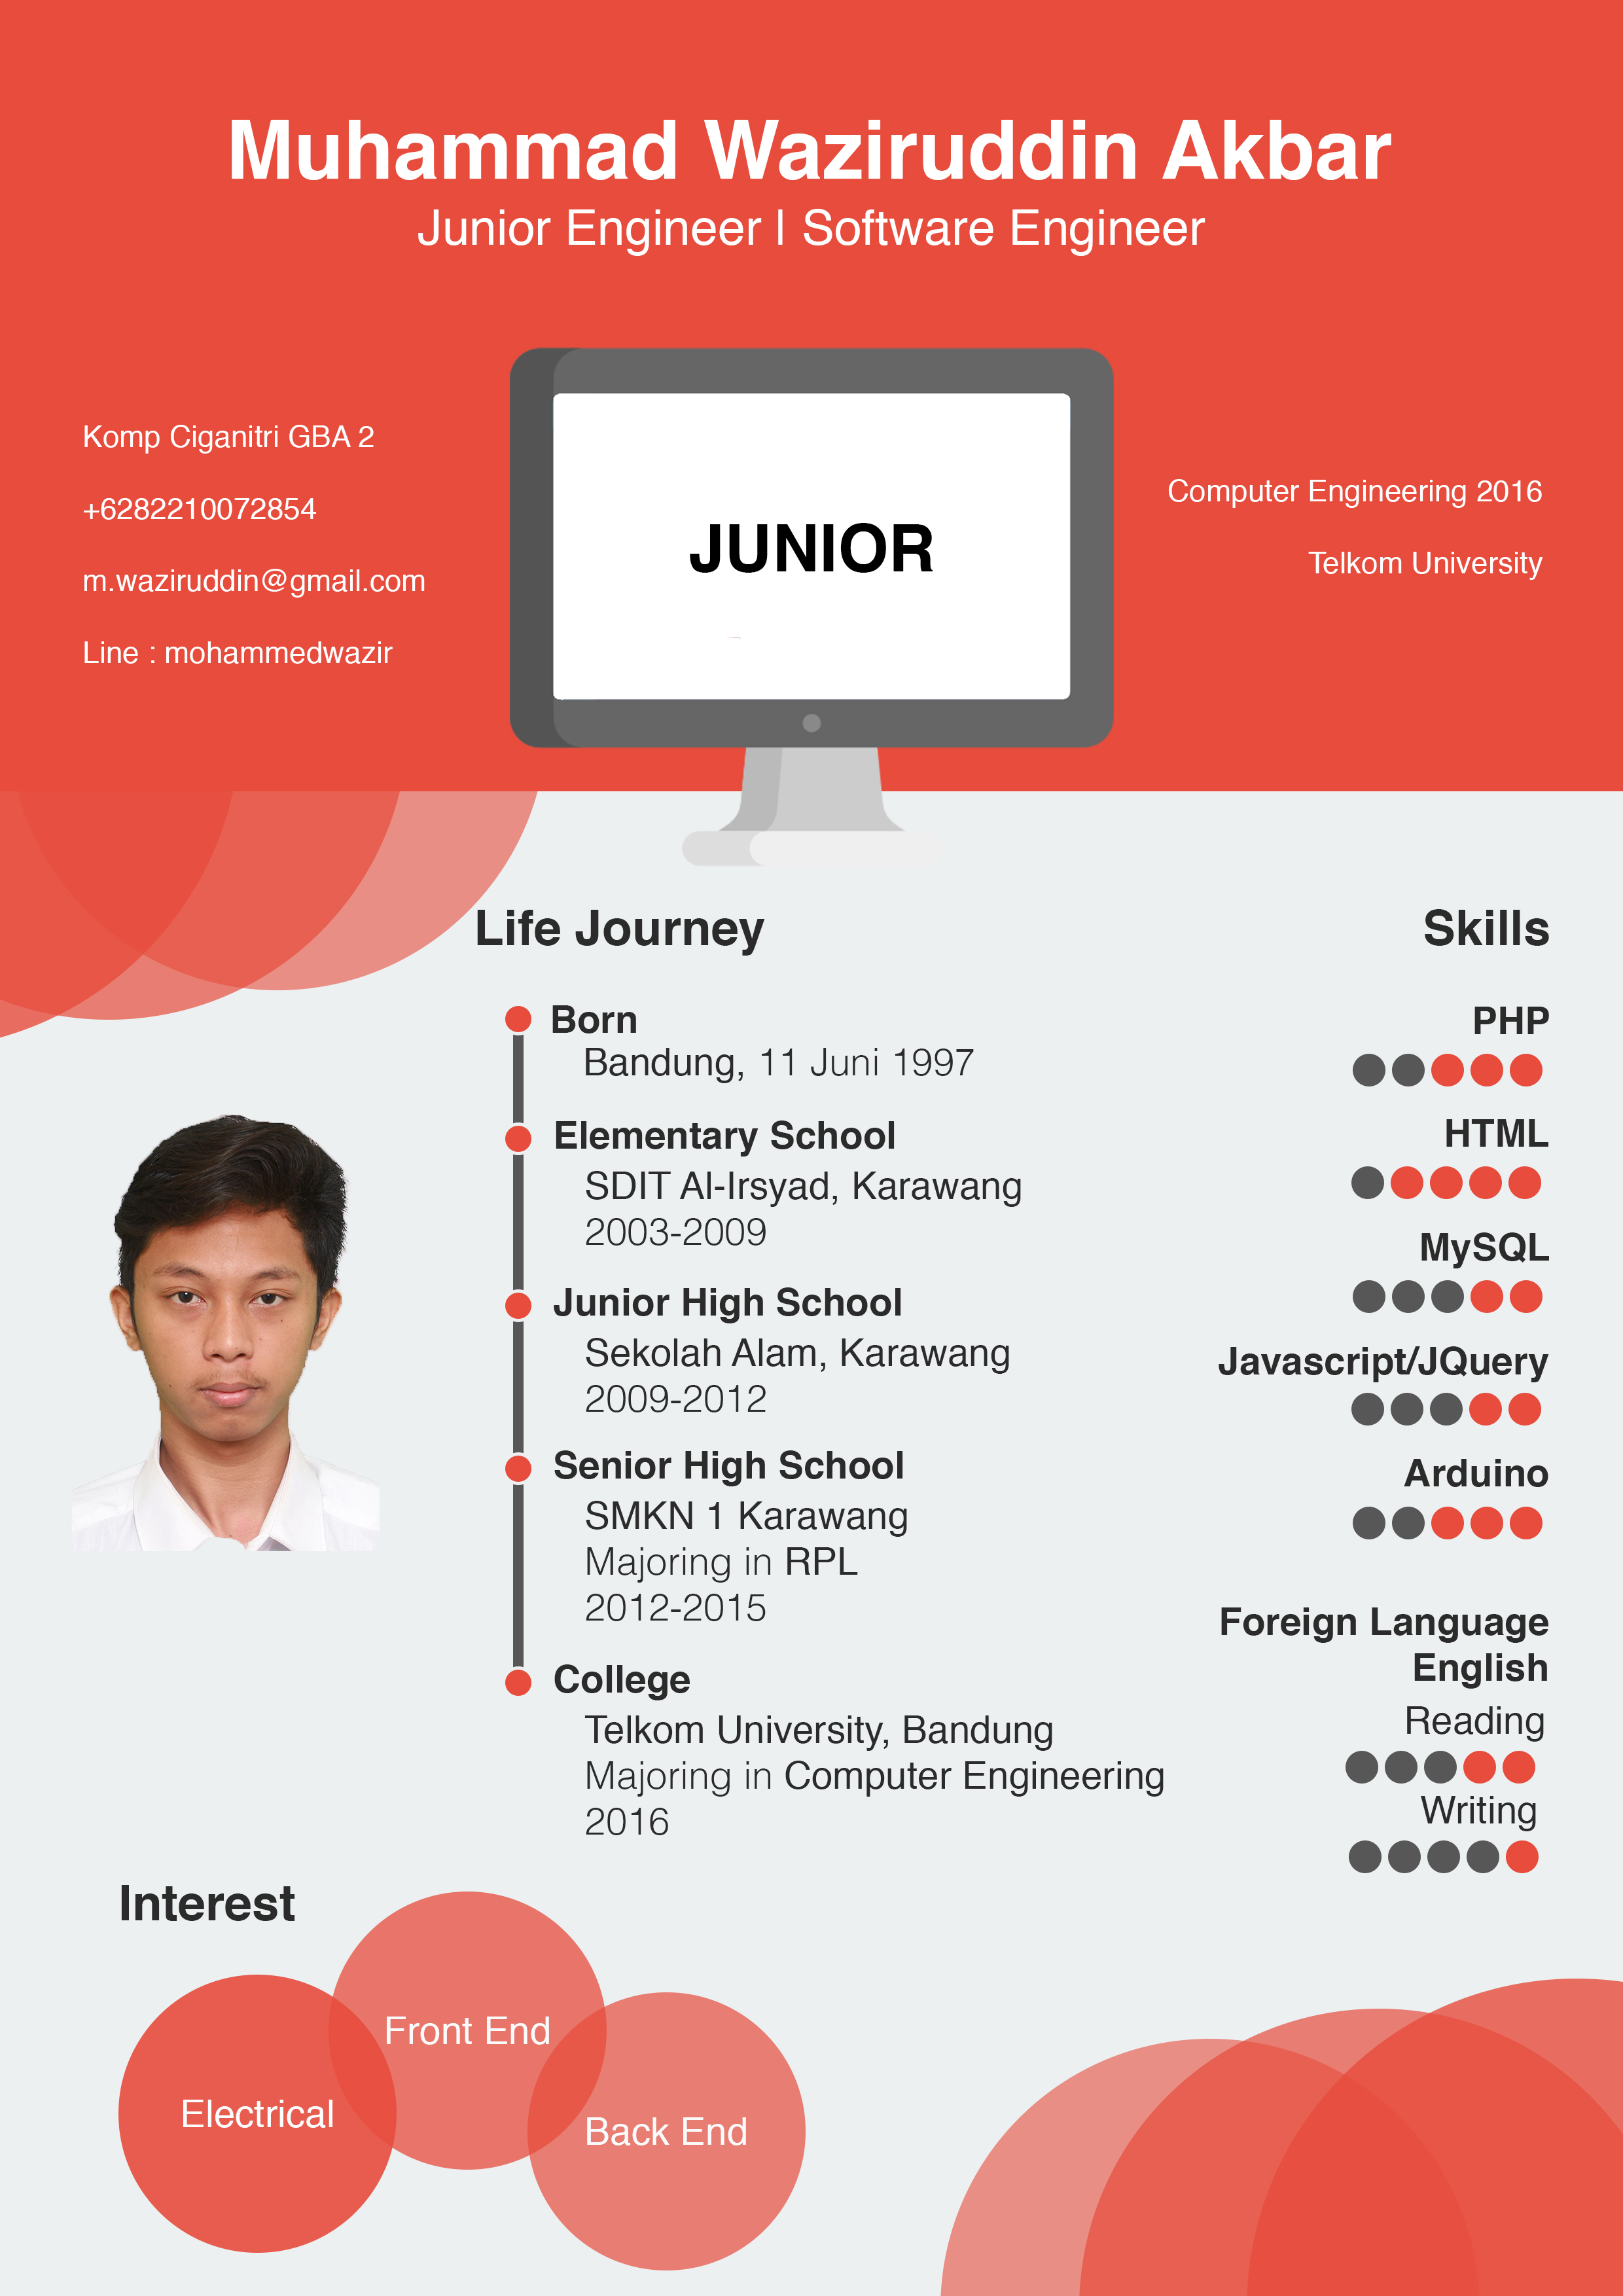 Muhammad Waziruddin Akbar
Junior Engineer | Software Engineer
Komp Ciganitri GBA 2
+6282210072854
m.waziruddin@gmail.com
Line : mohammedwazir
JUNIOR
Computer Engineering 2016
Telkom University
Life Journey
Born
Bandung, 11 Juni 1997
Elementary School
SDIT Al-Irsyad, Karawang
2003-2009
Junior High School
Sekolah Alam, Karawang
2009-2012
Senior High School
SMKN 1 Karawang
Majoring in RPL
2012-2015
College
Telkom University, Bandung
Majoring in Computer Engineering
2016
Skills
PHP
HTML
MySQL
Javascript/JQuery
Arduino
Foreign Language
English
Reading
Writing
Interest
Electrical
Front End
Back End